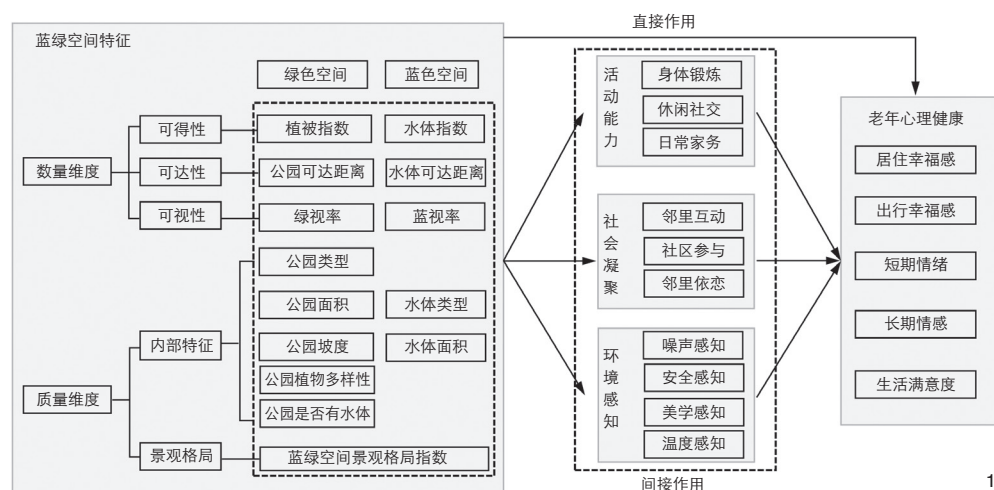 直接作用
蓝绿空间特征
绿色空间
蓝色空间
数量维度
可得性
植被指数
水体指数
可达性
公园可达距离
水体可达距离
可视性
绿视率
蓝视率
质量维度
内部特征
公园类型
公园面积
水体类型
公园坡度
水体面积
公园植物多样性
公园是否有水体
景观格局
蓝绿空间景观格局指数
活动能力
身体锻炼
休闲社交
日常家务
社会凝聚
邻里互动
社区参与
邻里依恋
环境感知
噪声感知
安全感知
美学感知
温度感知
间接作用
老年心理健康
居住幸福感
出行幸福感
短期情绪
长期情感
生活满意度
1